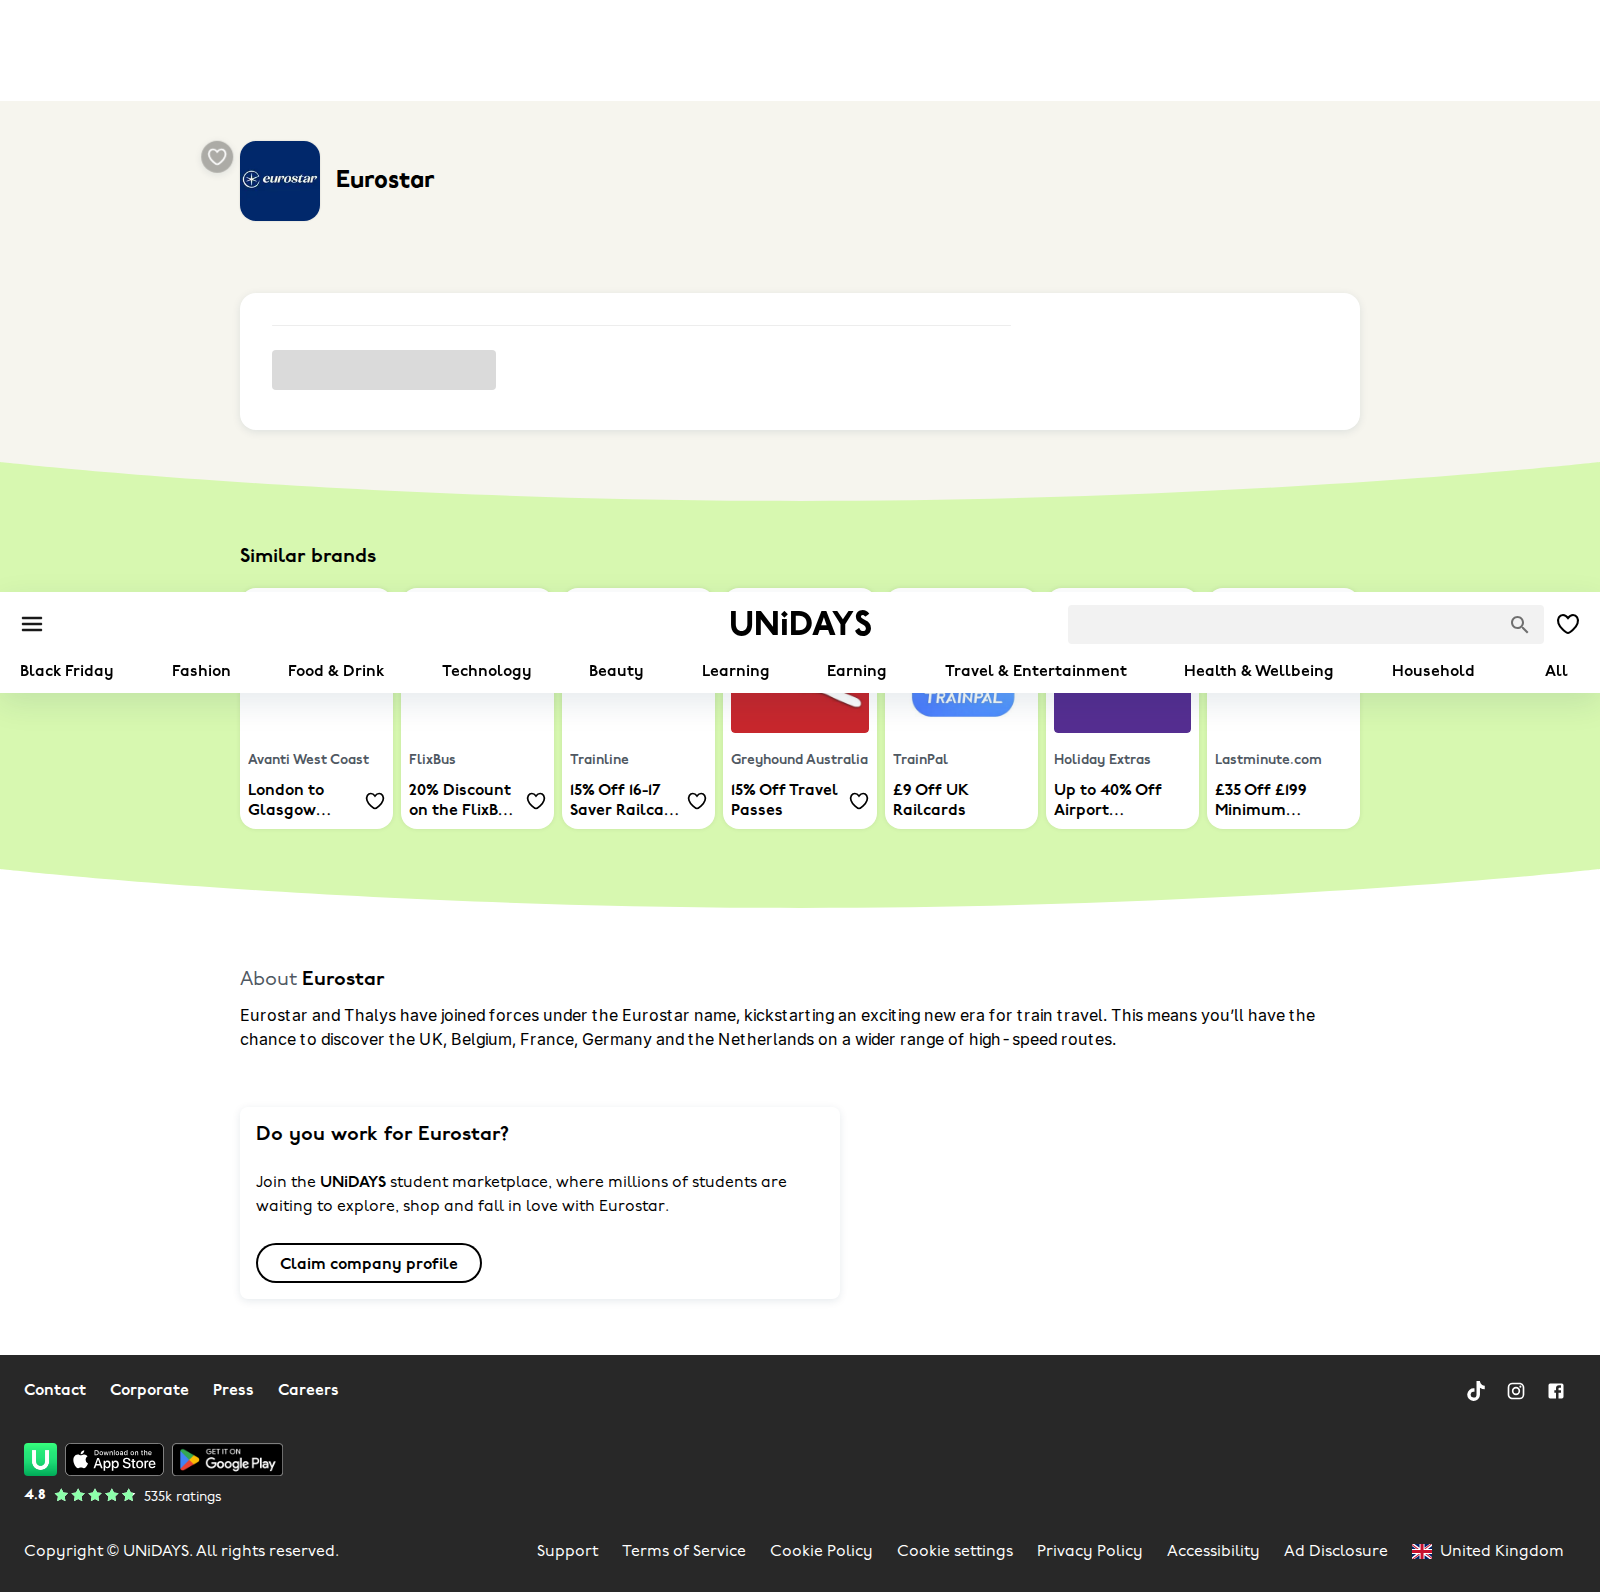 eurostar
Eurostar
Similar brands
UNiDAYS
Black Friday
Fashion
Food & Drink
Technology
Beauty
Learning
Earning
Travel & Entertainment
Health & Wellbeing
Household
All
TRAINPAL
Avanti West Coast
London to
Glasgow...
FlixBus
20% Discount
on the FlixB...
Trainline
15% Off 16-17
Saver Railca...
Greyhound Australia
15% Off Travel
Passes
TrainPal
£9 Off UK
Railcards
Holiday Extras
Up to 40% Off
Airport...
Lastminute.com
£35 Off £199
Minimum...
About Eurostar
Eurostar and Thalys have joined forces under the Eurostar name, kickstarting an exciting new era for train travel. This means you’ll have the
chance to discover the UK, Belgium, France, Germany and the Netherlands on a wider range of high-speed routes.
Do you work for Eurostar?
Join the UNiDAYS student marketplace, where millions of students are
waiting to explore, shop and fall in love with Eurostar.
Claim company profile
Contact
Corporate
Press
Careers
U
Download on the
App Store
GET IT ON
Google Play
4.8
535k ratings
Copyright © UNiDAYS. All rights reserved.
Support
Terms of Service
Cookie Policy
Cookie settings
Privacy Policy
Accessibility
Ad Disclosure
United Kingdom